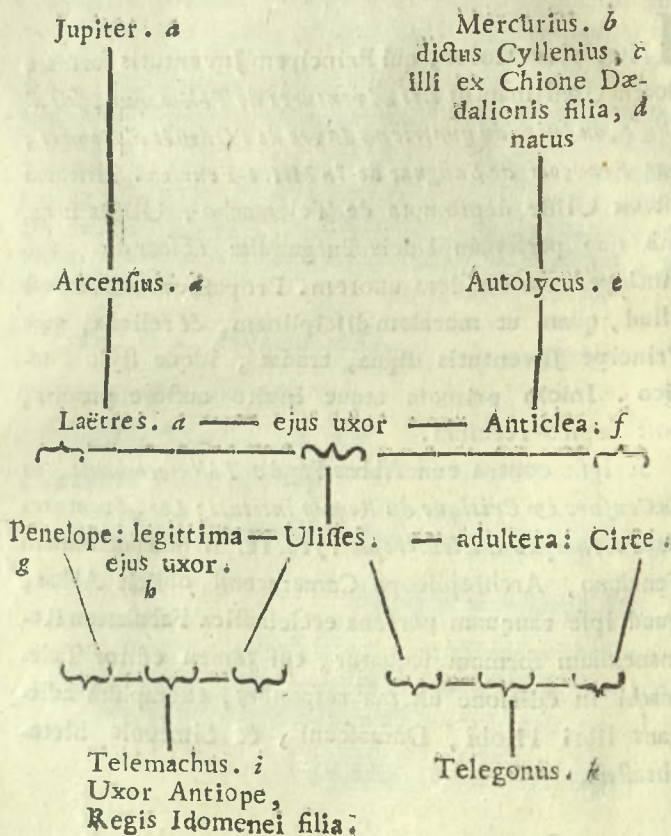 Jupiter. a
Mercurius. b
dictus Cyllenius, c
illi ex Chione Dæ-
dalionis filia, d
natus
Arcensius. a
Autolycus. e
Laëtres. a — ejus uxor — Anticlea: f
Penelope: legittima — Ulisses. — adultera: Circe.
g ejus uxor.
h
Telemachus. i
Uxor Antiope,
Regis Idomenei filia.
Telegonus. k